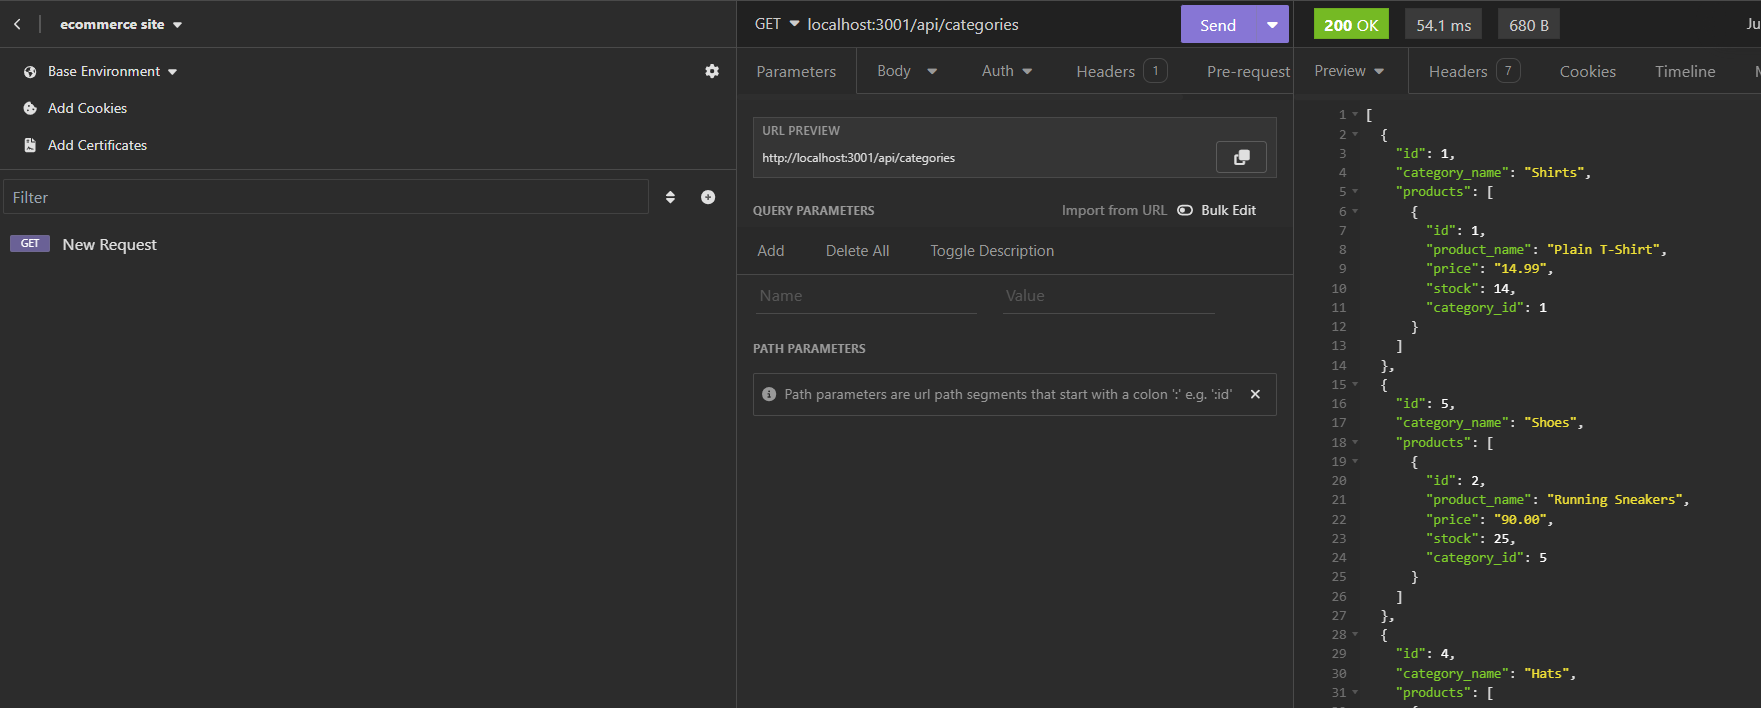 ecommerce site
Base Environment
Add Cookies
Add Certificates
Filter
GET New Request
GET localhost:3001/api/categories Send
Parameters Body Auth Headers 1 Pre-request
URL PREVIEW
http://localhost:3001/api/categories
QUERY PARAMETERS Import from URL Bulk Edit
Add Delete All Toggle Description
Name Value
PATH PARAMETERS
Path parameters are url path segments that start with a colon ':' e.g. ':id'
200 OK 54.1 ms 680 B Ju
Preview Headers 7 Cookies Timeline
1 [
2 {
3 "id": 1,
4 "category_name": "Shirts",
5 "products": [
6 {
7 "id": 1,
8 "product_name": "Plain T-Shirt",
9 "price": "14.99",
10 "stock": 14,
11 "category_id": 1
12 }
13 ]
14 },
15 {
16 "id": 5,
17 "category_name": "Shoes",
18 "products": [
19 {
20 "id": 2,
21 "product_name": "Running Sneakers",
22 "price": "90.00",
23 "stock": 25,
24 "category_id": 5
25 }
26 ]
27 },
28 {
29 "id": 4,
30 "category_name": "Hats",
31 "products": [